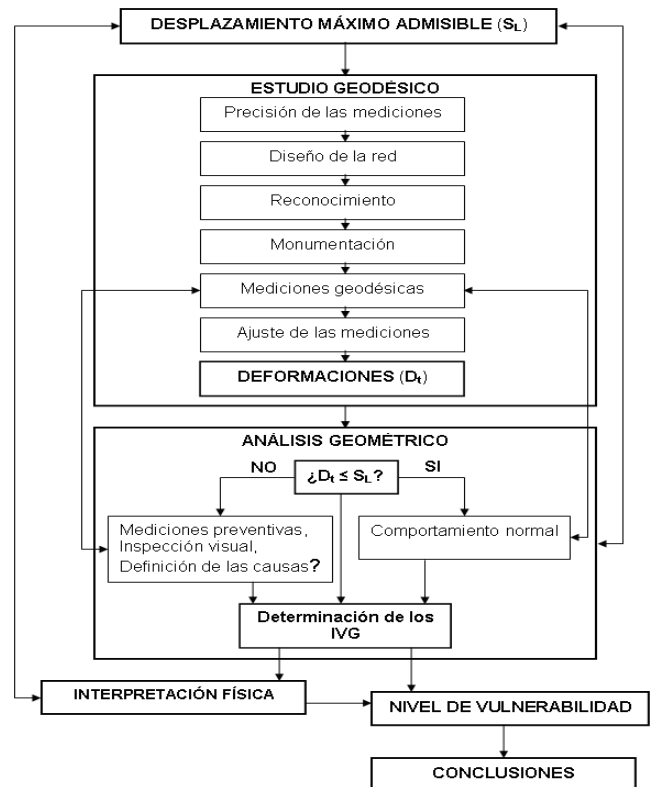 DESPLAZAMIENTO MÁXIMO ADMISIBLE (SL)
ESTUDIO GEODÉSICO
Precisión de las mediciones
Diseño de la red
Reconocimiento
Monumentación
Mediciones geodésicas
Ajuste de las mediciones
DEFORMACIONES (Dt)
ANÁLISIS GEOMÉTRICO
NO
¿Dt ≤ SL?
SI
Mediciones preventivas,
Inspección visual,
Definición de las causas?
Comportamiento normal
Determinación de los
IVG
INTERPRETACIÓN FÍSICA
NIVEL DE VULNERABILIDAD
CONCLUSIONES